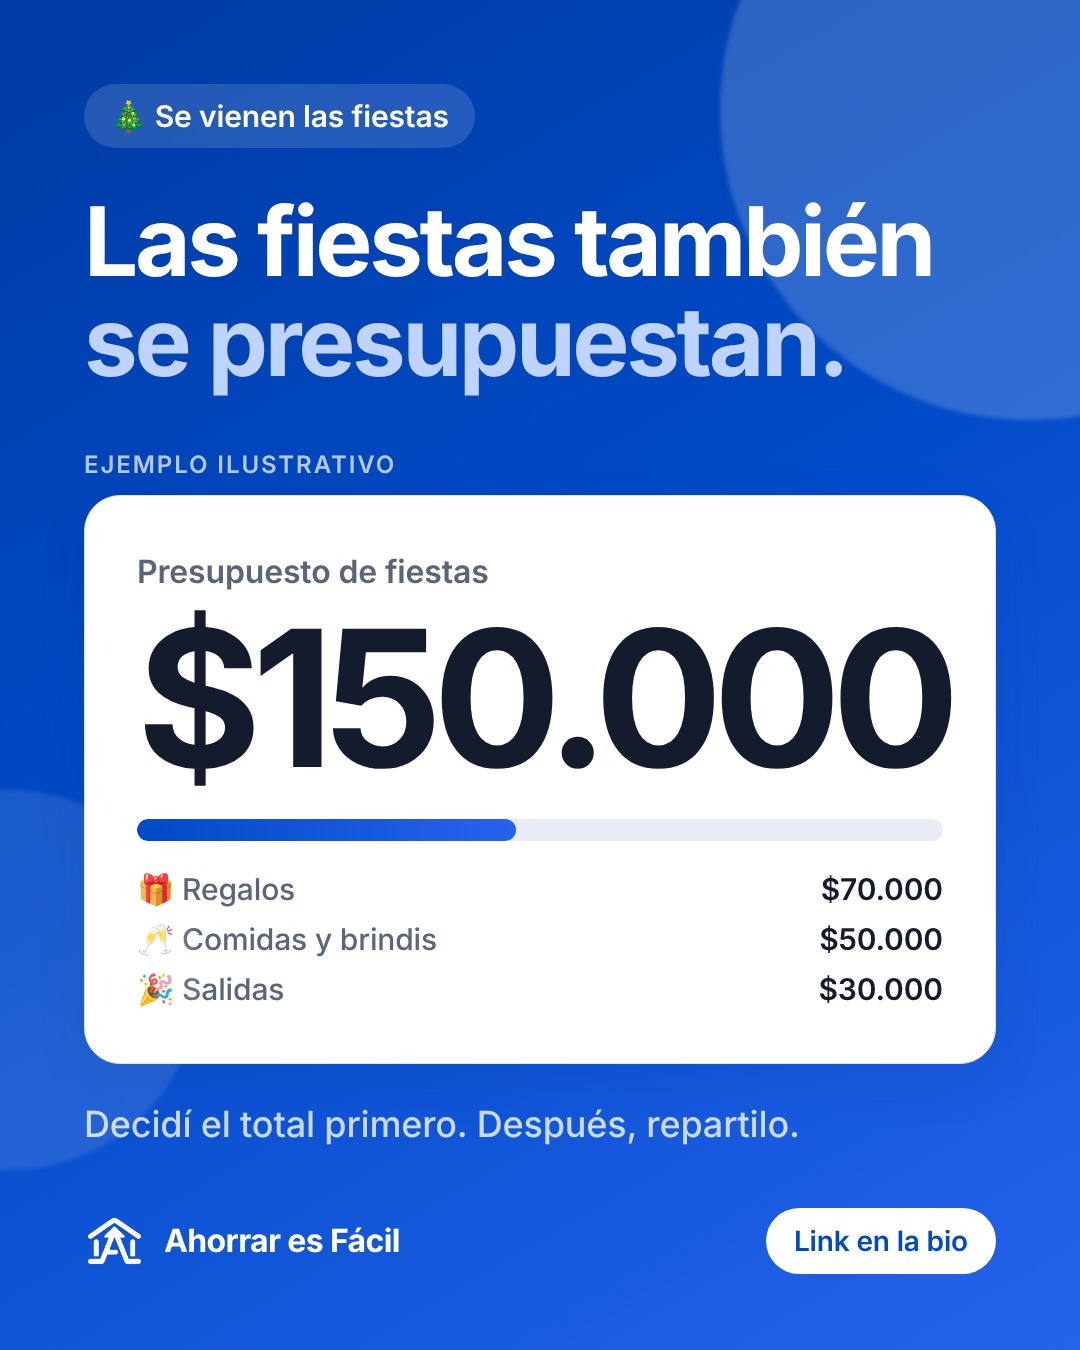 🎄 Se vienen las fiestas
Las fiestas también
se presupuestan.
EJEMPLO ILUSTRATIVO
Presupuesto de fiestas
$150.000
🎁 Regalos $70.000
🥂 Comidas y brindis $50.000
🎉 Salidas $30.000
Decidí el total primero. Después, repartilo.
Ahorrar es Fácil
Link en la bio